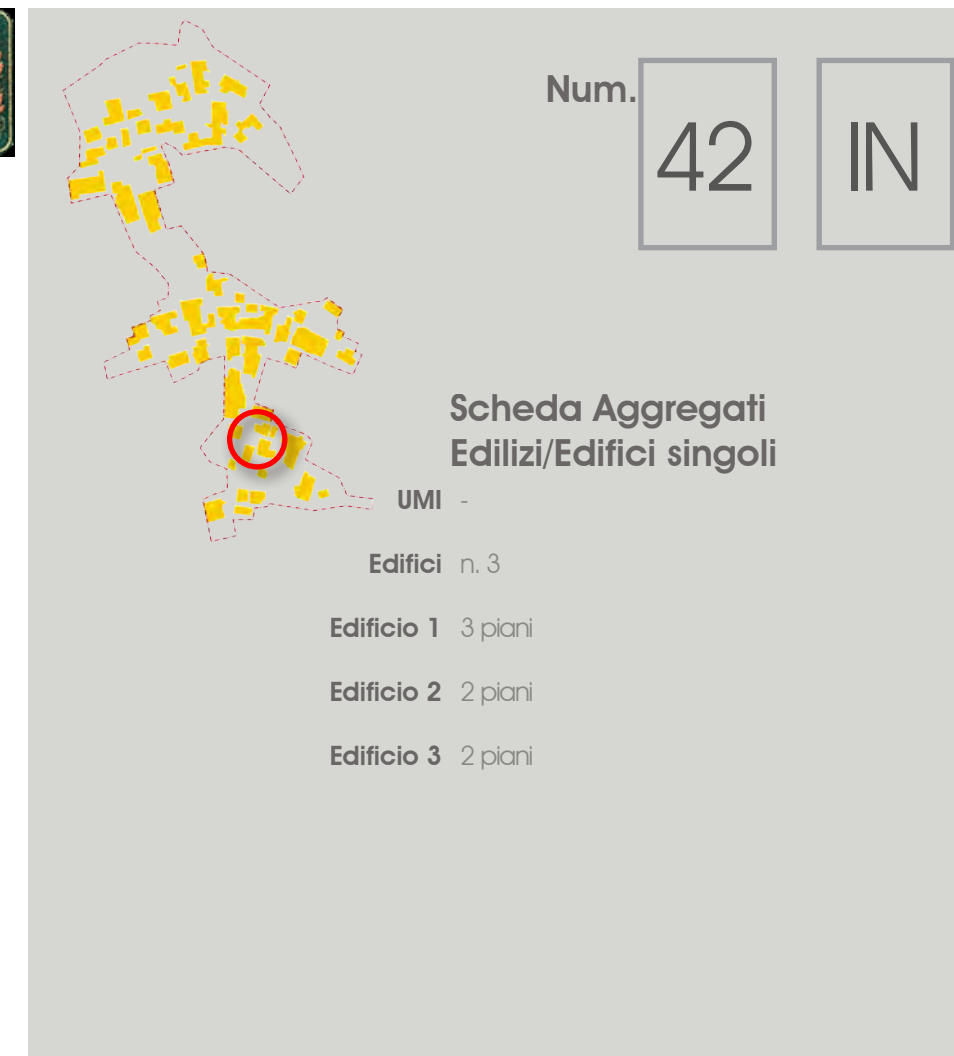 Num.
42 IN
Scheda Aggregati
Edilizi/Edifici singoli
UMI -
Edifici n. 3
Edificio 1 3 piani
Edificio 2 2 piani
Edificio 3 2 piani